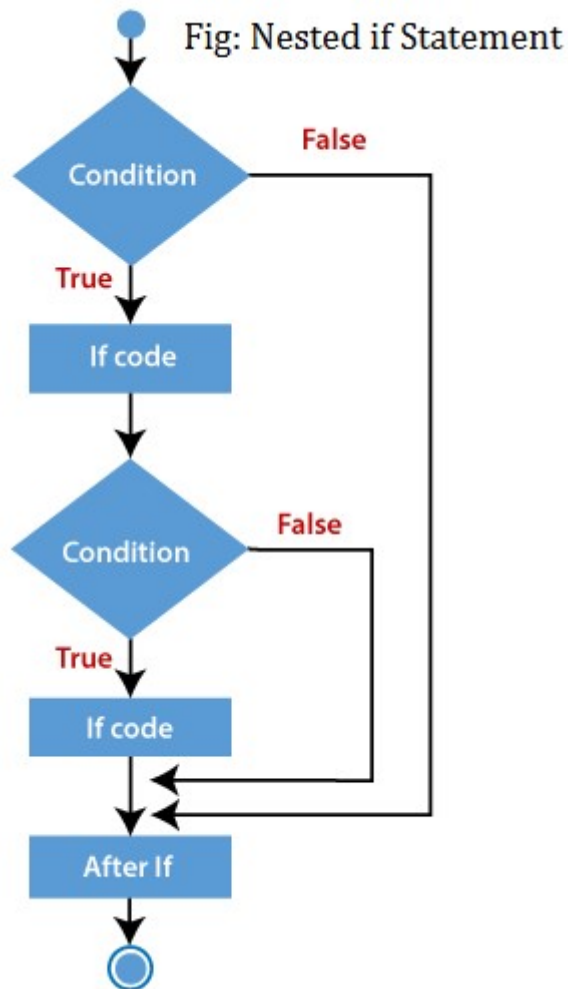 Fig: Nested if Statement
False
Condition
True
If code
False
Condition
True
If code
After If